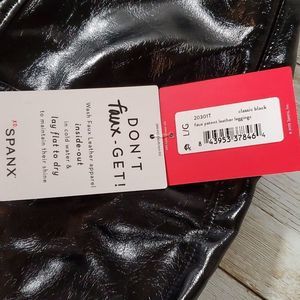 DON'T
faux-GET!
Wash Faux Leather apparel
inside-out
in cold water &
lay flat to dry
to maintain their shine
SPANX®
20301T
classic black
faux patent leather leggings
8 43953 37846 4